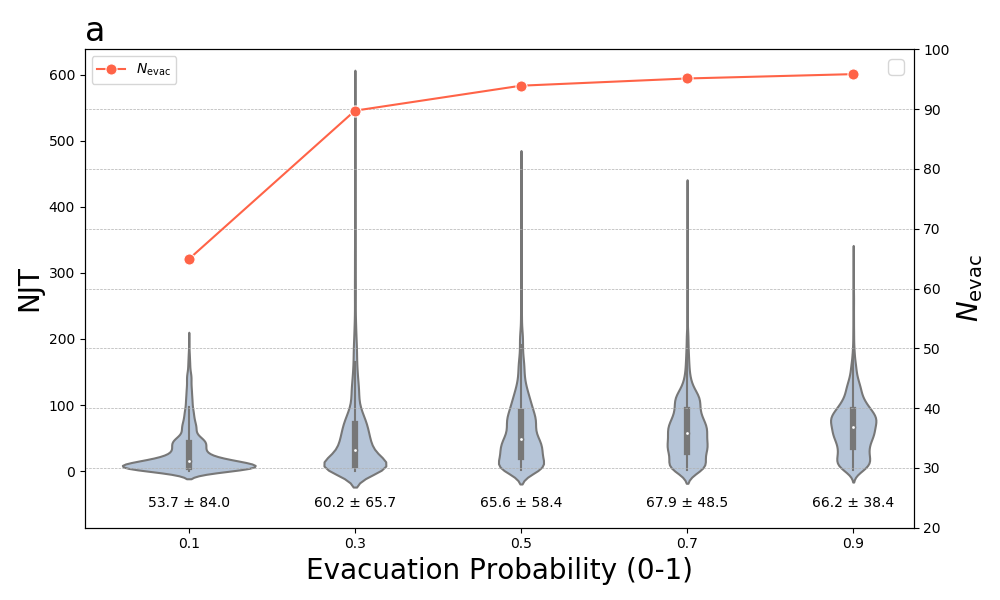 a
N_evac
600
500
400
300
200
100
0
NJT
100
90
80
70
60
50
40
30
20
N_evac
53.7 ± 84.0
60.2 ± 65.7
65.6 ± 58.4
67.9 ± 48.5
66.2 ± 38.4
0.1
0.3
0.5
0.7
0.9
Evacuation Probability (0-1)